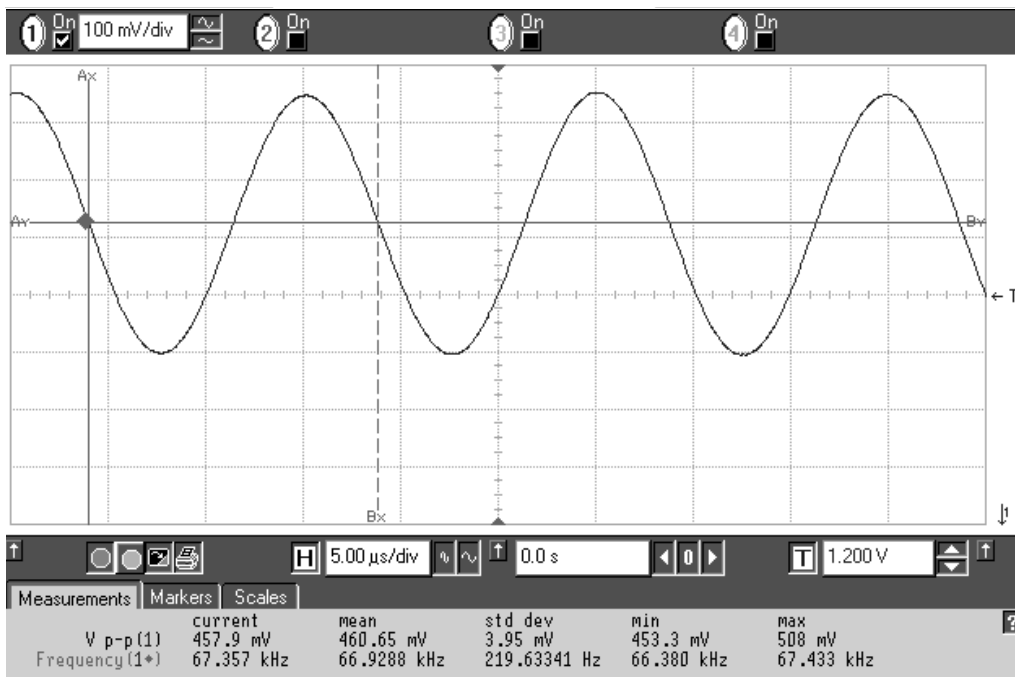 1 On 100 mV/div 2 On 3 On 4 On
Ax
Ay By
T
Bx
1
H 5.00 µs/div 0.0 s 0 T 1.200 V
Measurements Markers Scales
current mean std dev min max
V p-p(1) 457.9 mV 460.65 mV 3.95 mV 453.3 mV 508 mV
Frequency(1◆) 67.357 kHz 66.9288 kHz 219.63341 Hz 66.380 kHz 67.433 kHz
?